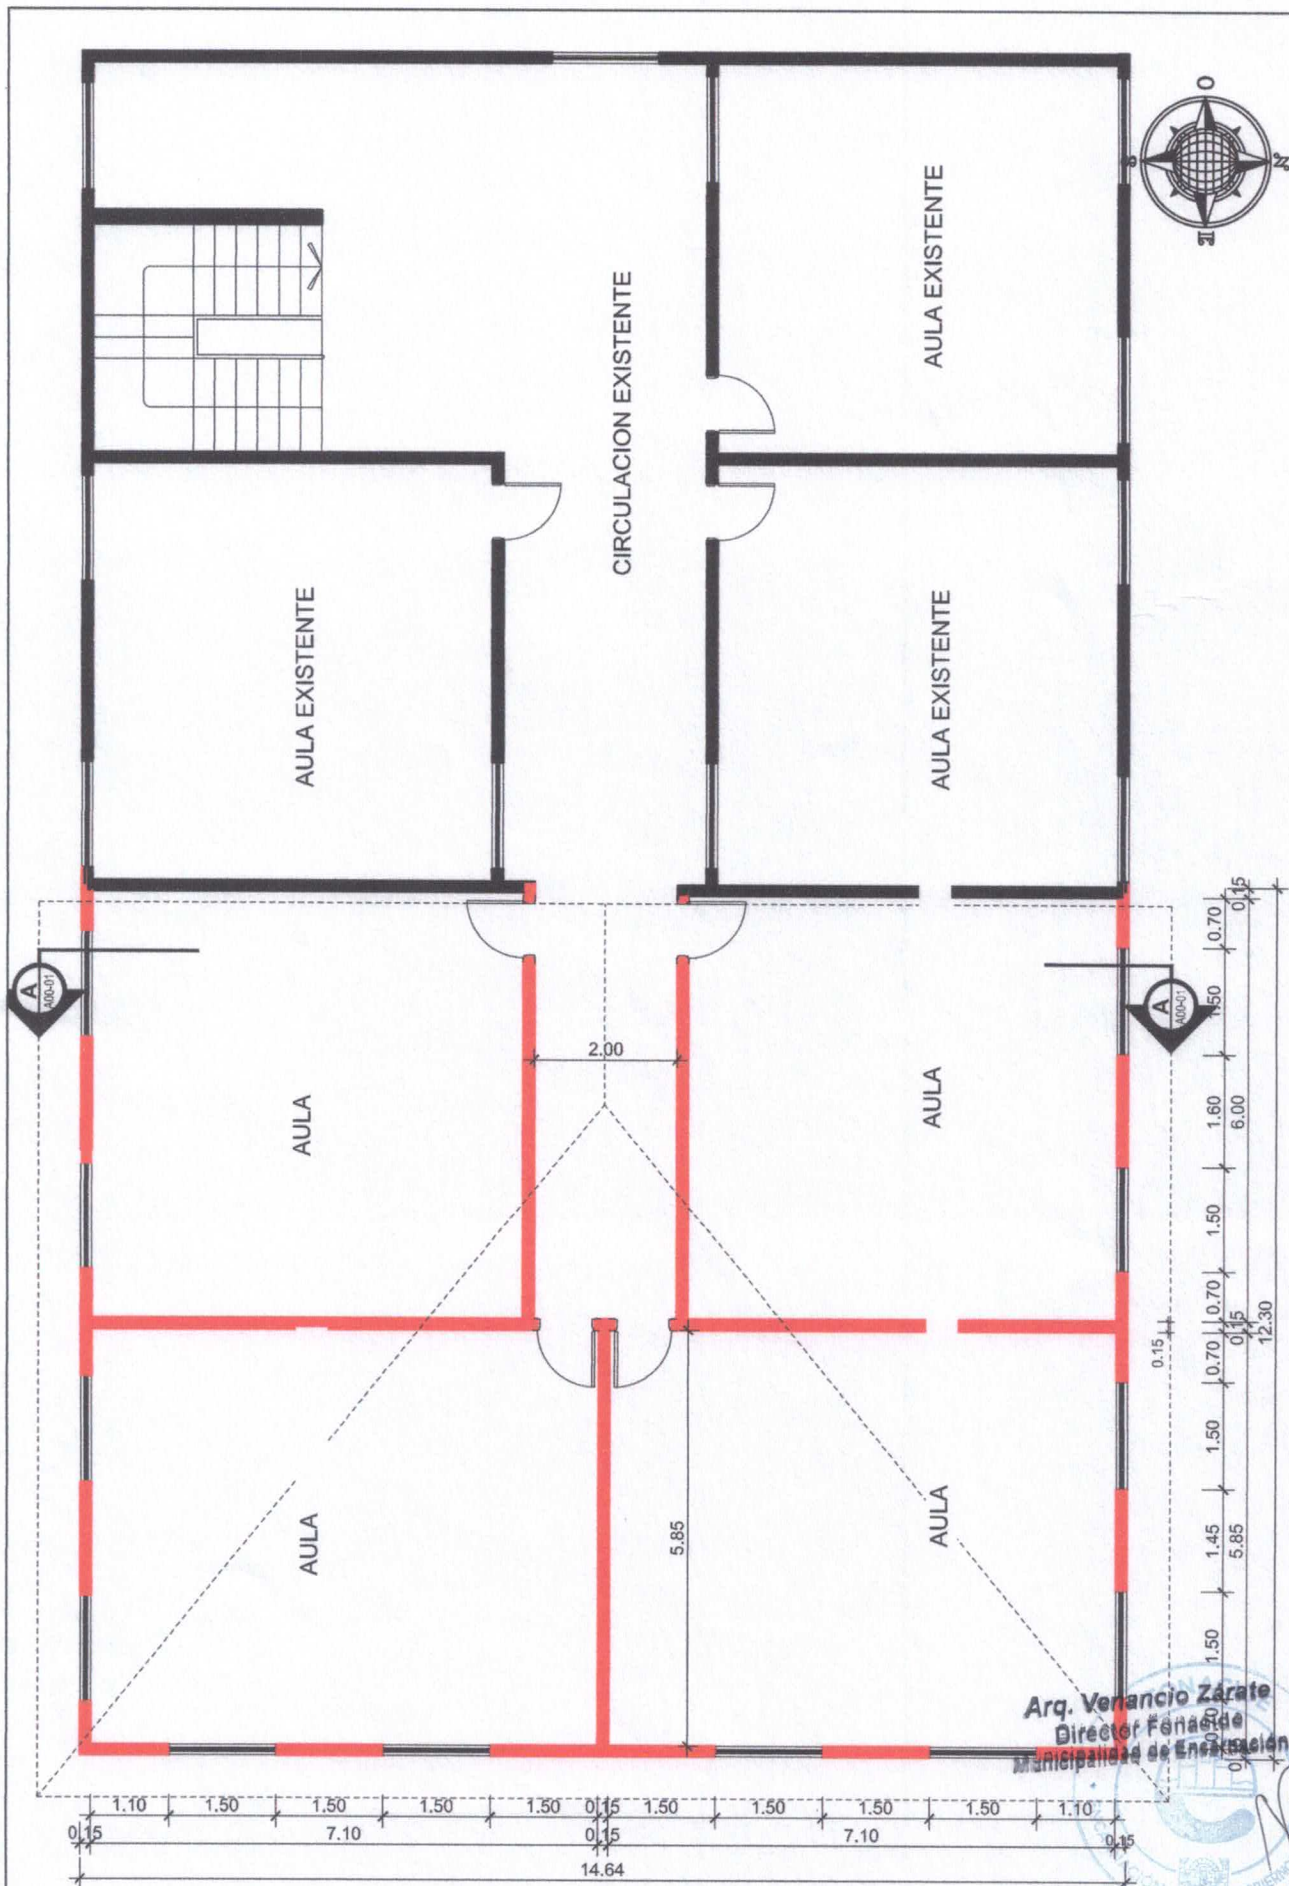 O
S
N
E
AULA EXISTENTE
CIRCULACION EXISTENTE
AULA EXISTENTE
AULA EXISTENTE
A
A00-01
A
A00-01
AULA
2.00
AULA
AULA
5.85
AULA
0.15
0.70
1.50
1.60
6.00
1.50
0.70
0.15
12.30
0.15
0.70
1.50
1.45
5.85
1.50
Arq. Venancio Zárate
Director Fonacide
Municipalidad de Encarnación
1.10 1.50 1.50 1.50 1.50 0.15 1.50 1.50 1.50 1.50 1.10
0.15 7.10 0.15 7.10 0.15
14.64